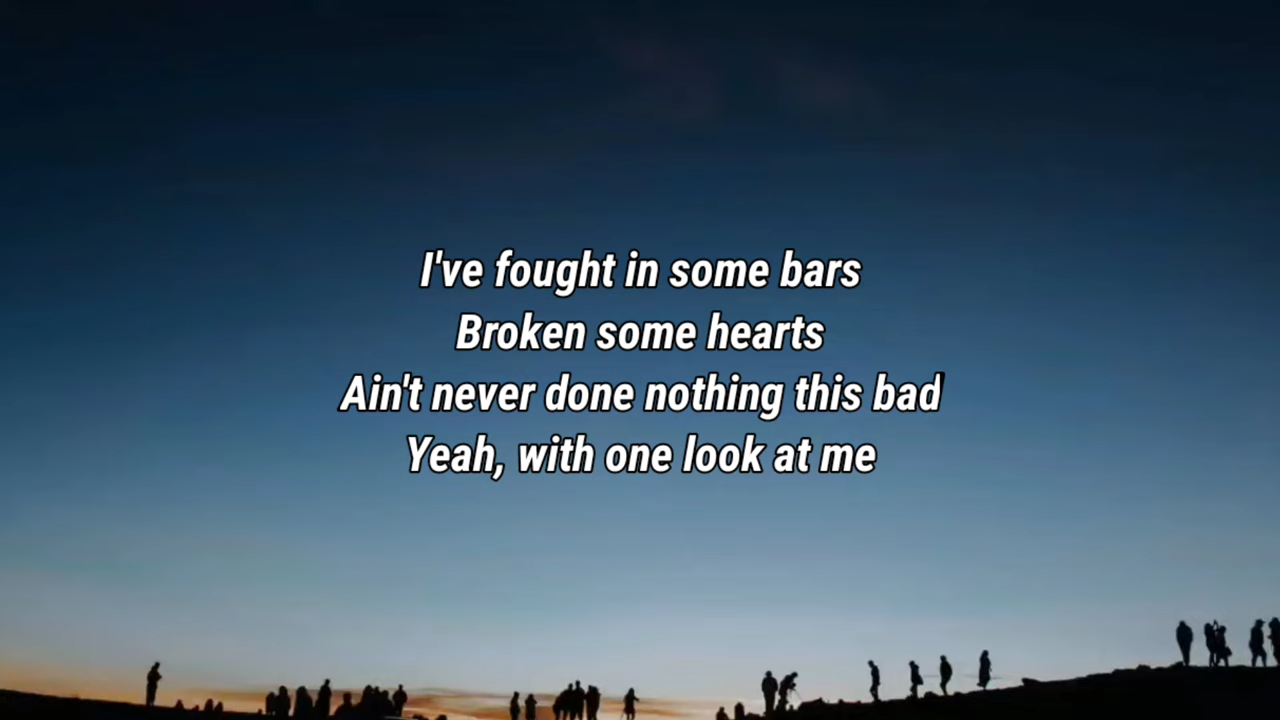 I've fought in some bars
Broken some hearts
Ain't never done nothing this bad
Yeah, with one look at me